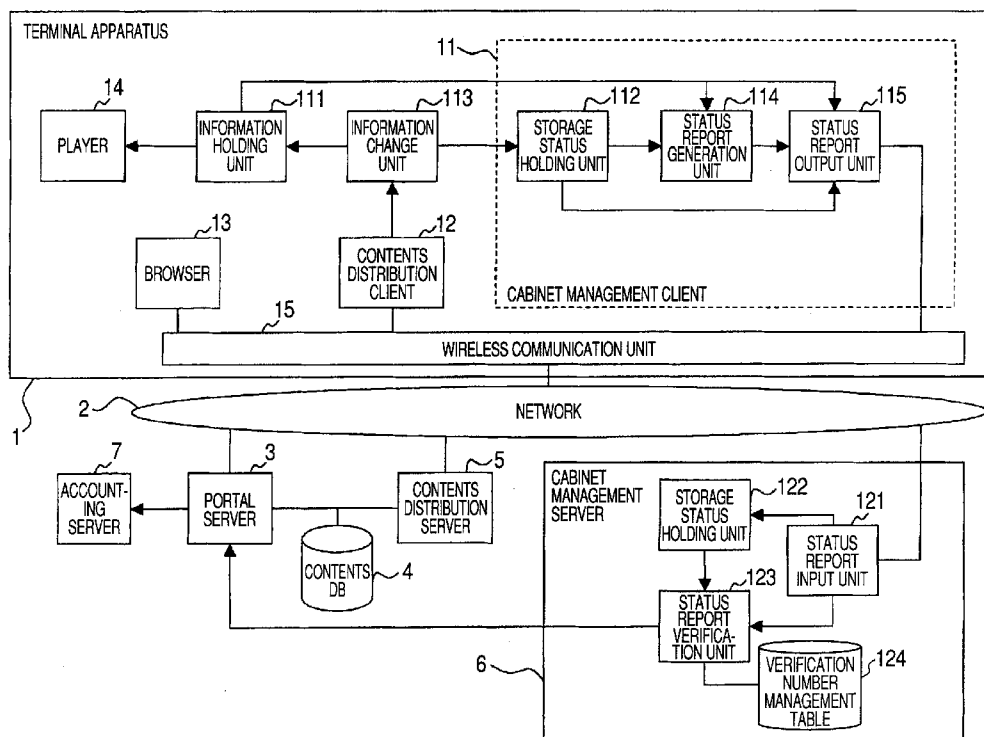 TERMINAL APPARATUS
11
14
PLAYER
111
INFORMATION
HOLDING
UNIT
113
INFORMATION
CHANGE UNIT
112
STORAGE
STATUS
HOLDING UNIT
114
STATUS
REPORT
GENERATION
UNIT
115
STATUS
REPORT
OUTPUT UNIT
13
BROWSER
12
CONTENTS
DISTRIBUTION
CLIENT
CABINET MANAGEMENT CLIENT
15
WIRELESS COMMUNICATION UNIT
1
2
NETWORK
7
ACCOUNT-
ING
SERVER
3
PORTAL
SERVER
5
CONTENTS
DISTRIBUTION
SERVER
CONTENTS
DB
4
CABINET
MANAGEMENT
SERVER
122
STORAGE
STATUS
HOLDING UNIT
121
STATUS
REPORT
INPUT UNIT
123
STATUS
REPORT
VERIFICA-
TION UNIT
6
124
VERIFICATION
NUMBER
MANAGEMENT
TABLE